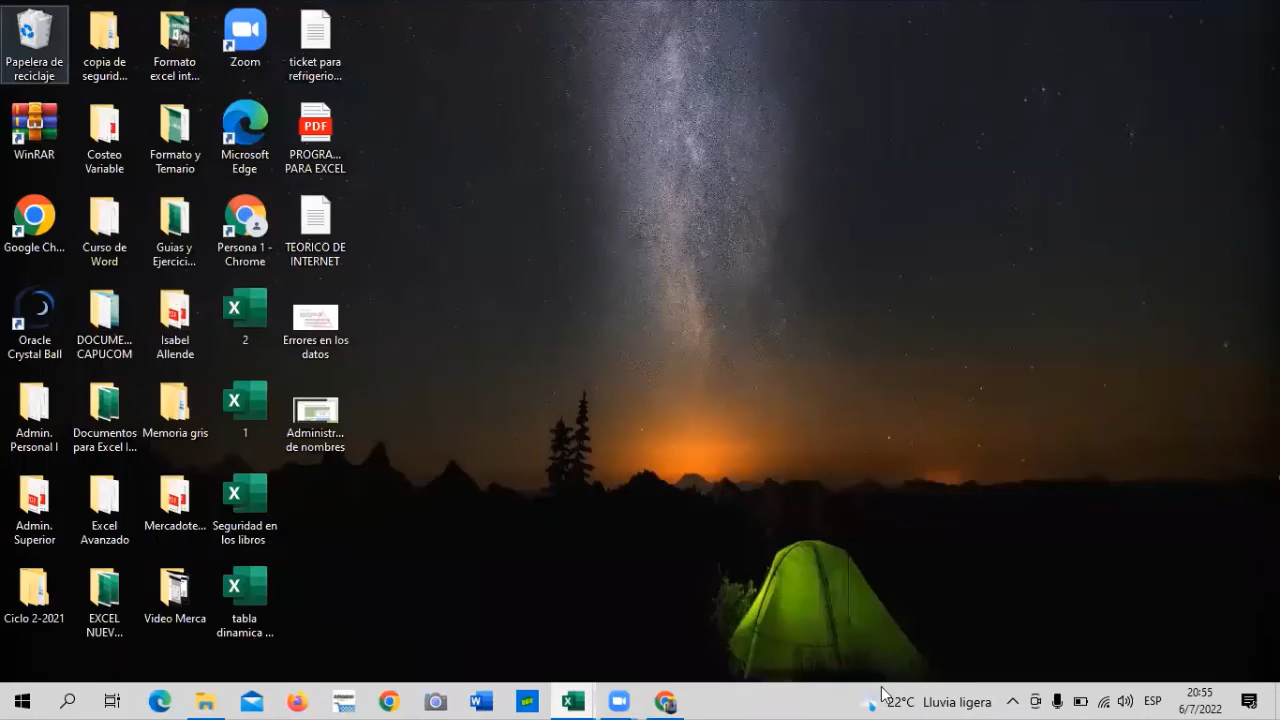 Papelera de
reciclaje
copia de
segurid...
Formato
excel int...
Zoom
ticket para
refrigerio...
WinRAR
Costeo
Variable
Formato y
Temario
Microsoft
Edge
PDF
PROGRA...
PARA EXCEL
Google Ch...
Curso de
Word
Guias y
Ejercici...
Persona 1 -
Chrome
TEORICO DE
INTERNET
Oracle
Crystal Ball
DOCUME...
CAPUCOM
Isabel
Allende
2
Errores en los
datos
Admin.
Personal I
Documentos
para Excel I...
Memoria gris
1
Administr...
de nombres
Admin.
Superior
Excel
Avanzado
Mercadote...
Seguridad en
los libros
Ciclo 2-2021
EXCEL
NUEV...
Video Merca
tabla
dinamica ...
22°C Lluvia ligera
ESP
20:55
6/7/2022